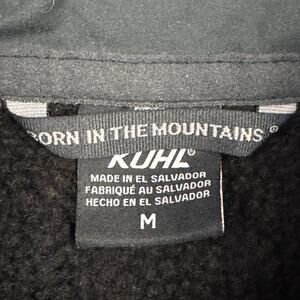 BORN IN THE MOUNTAINS®
KUHL®
MADE IN EL SALVADOR
FABRIQUÉ AU SALVADOR
HECHO EN EL SALVADOR
M